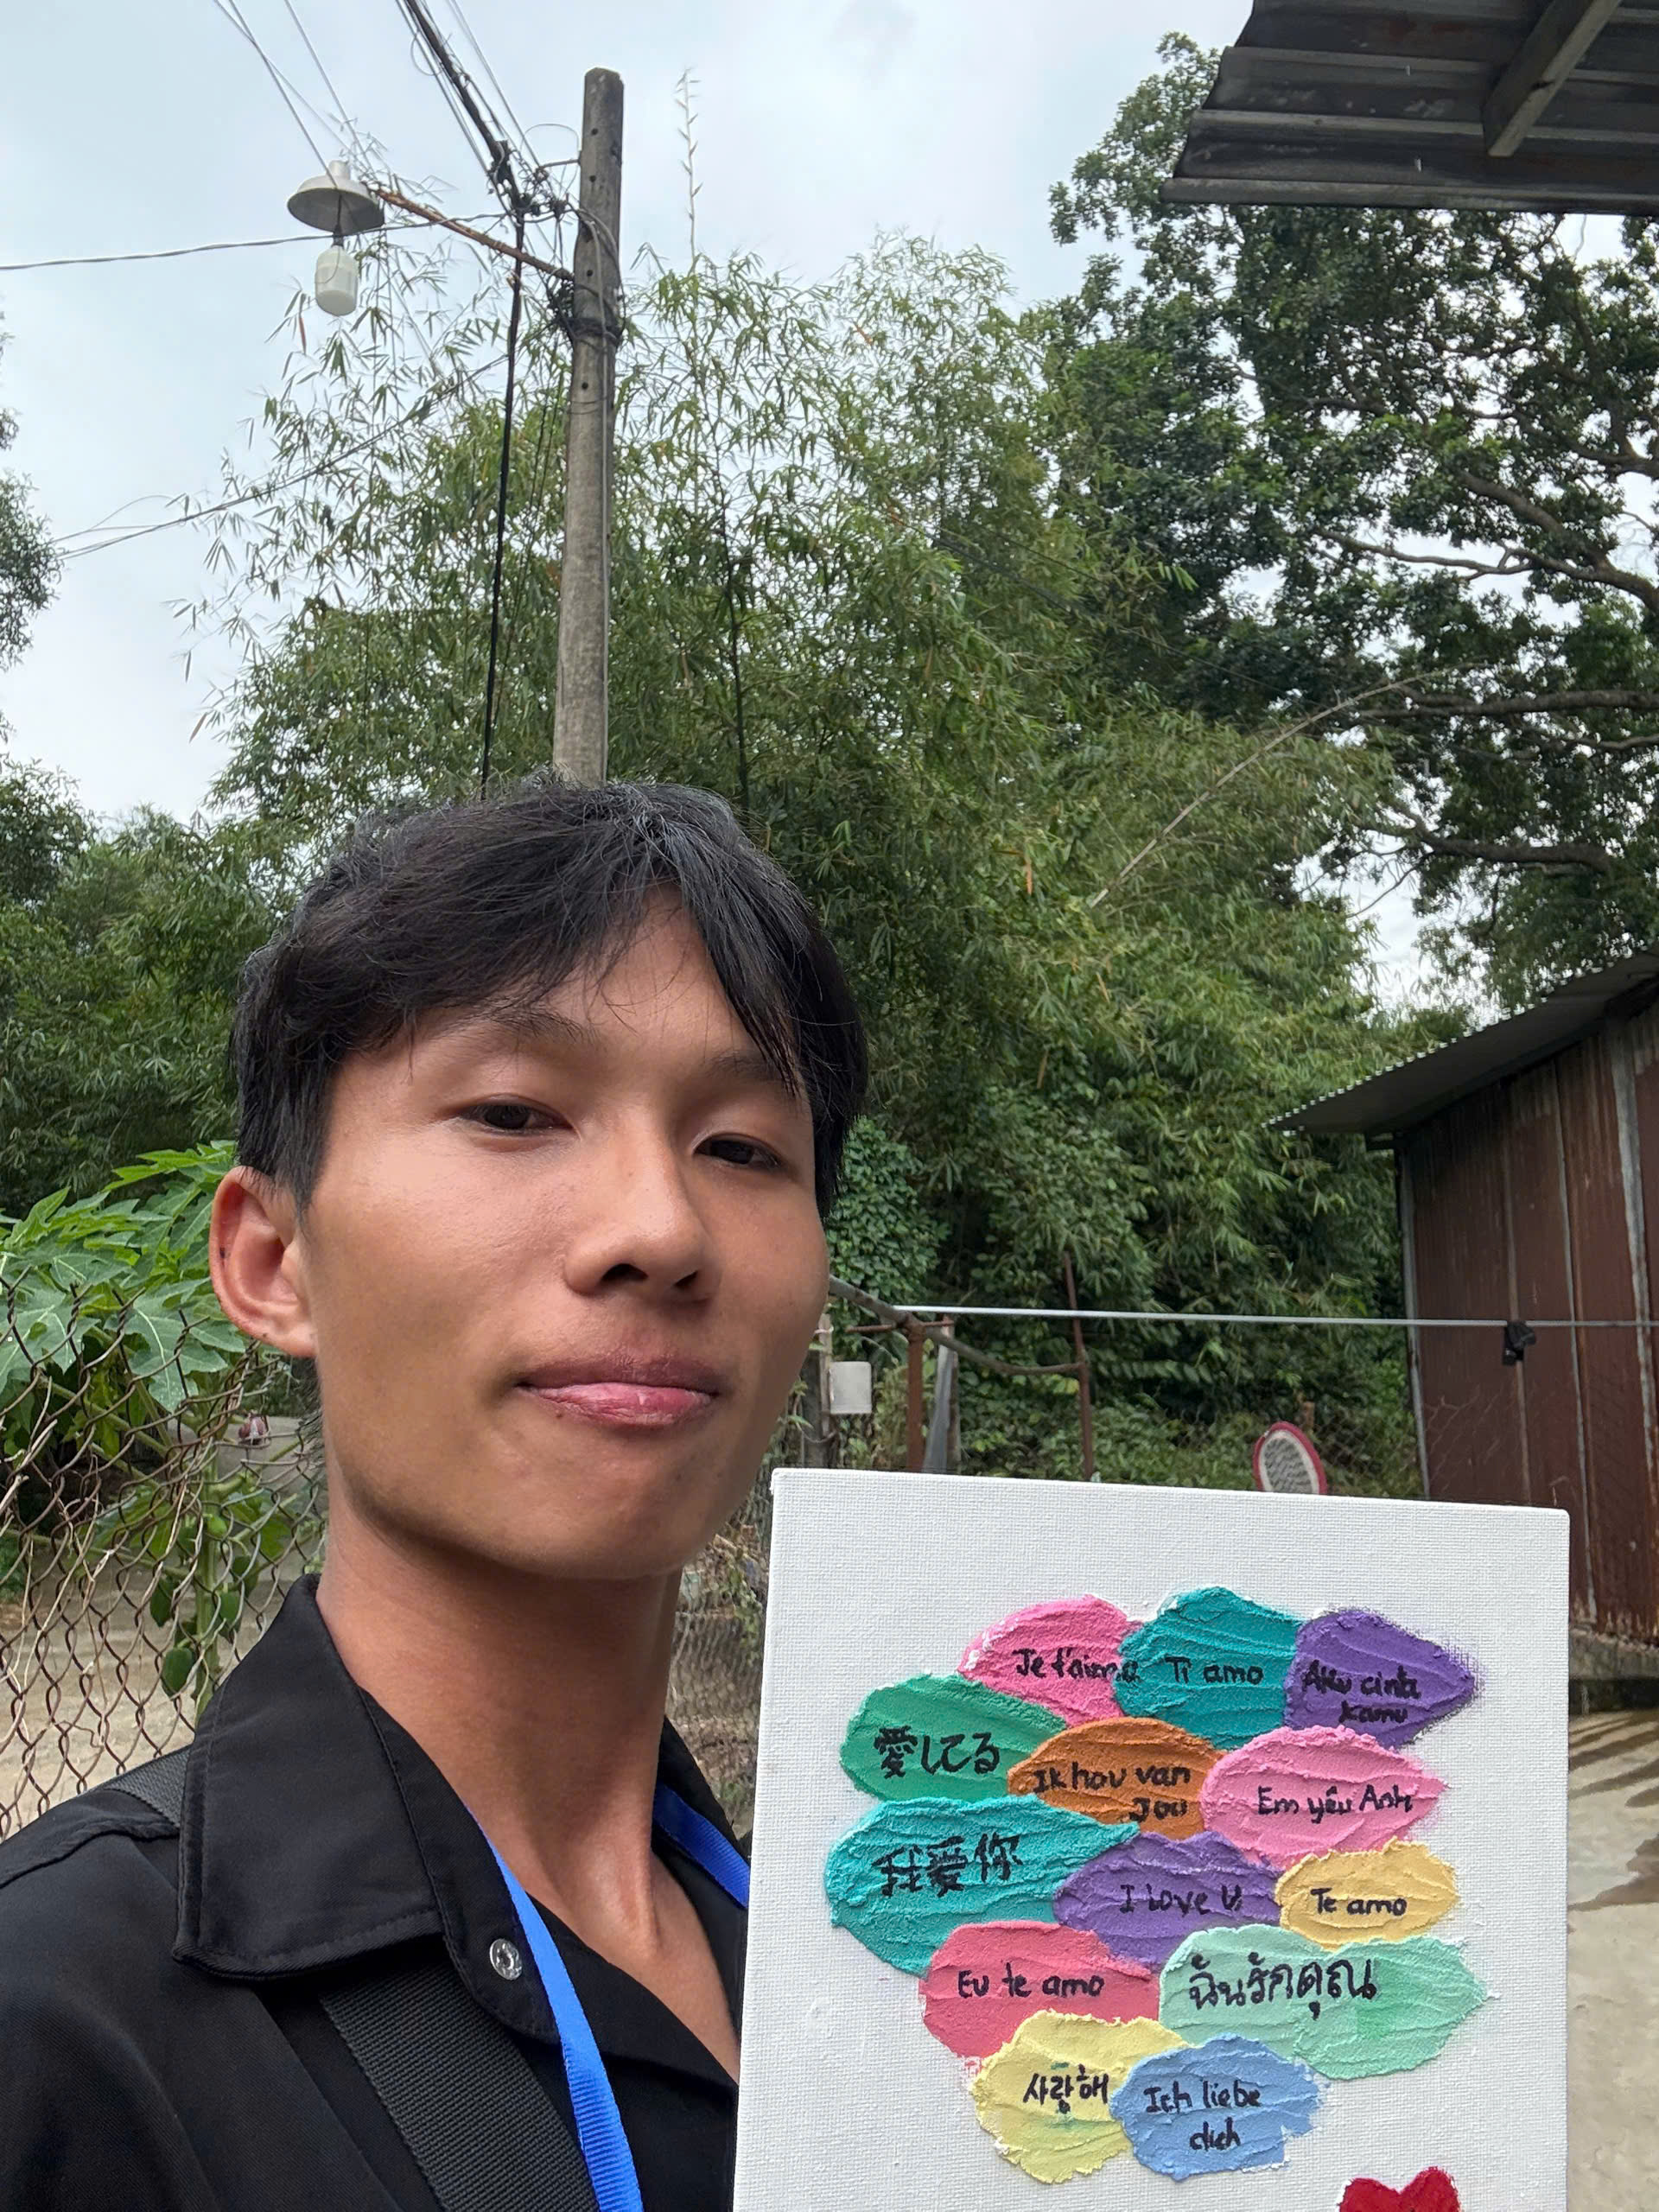 Je t'aime
Ti amo
Aku cinta
kamu
愛してる
Ik hou van
Jou
Em yêu Anh
我爱你
I love U
Te amo
Eu te amo
ฉันรักคุณ
사랑해
Ich liebe
dich